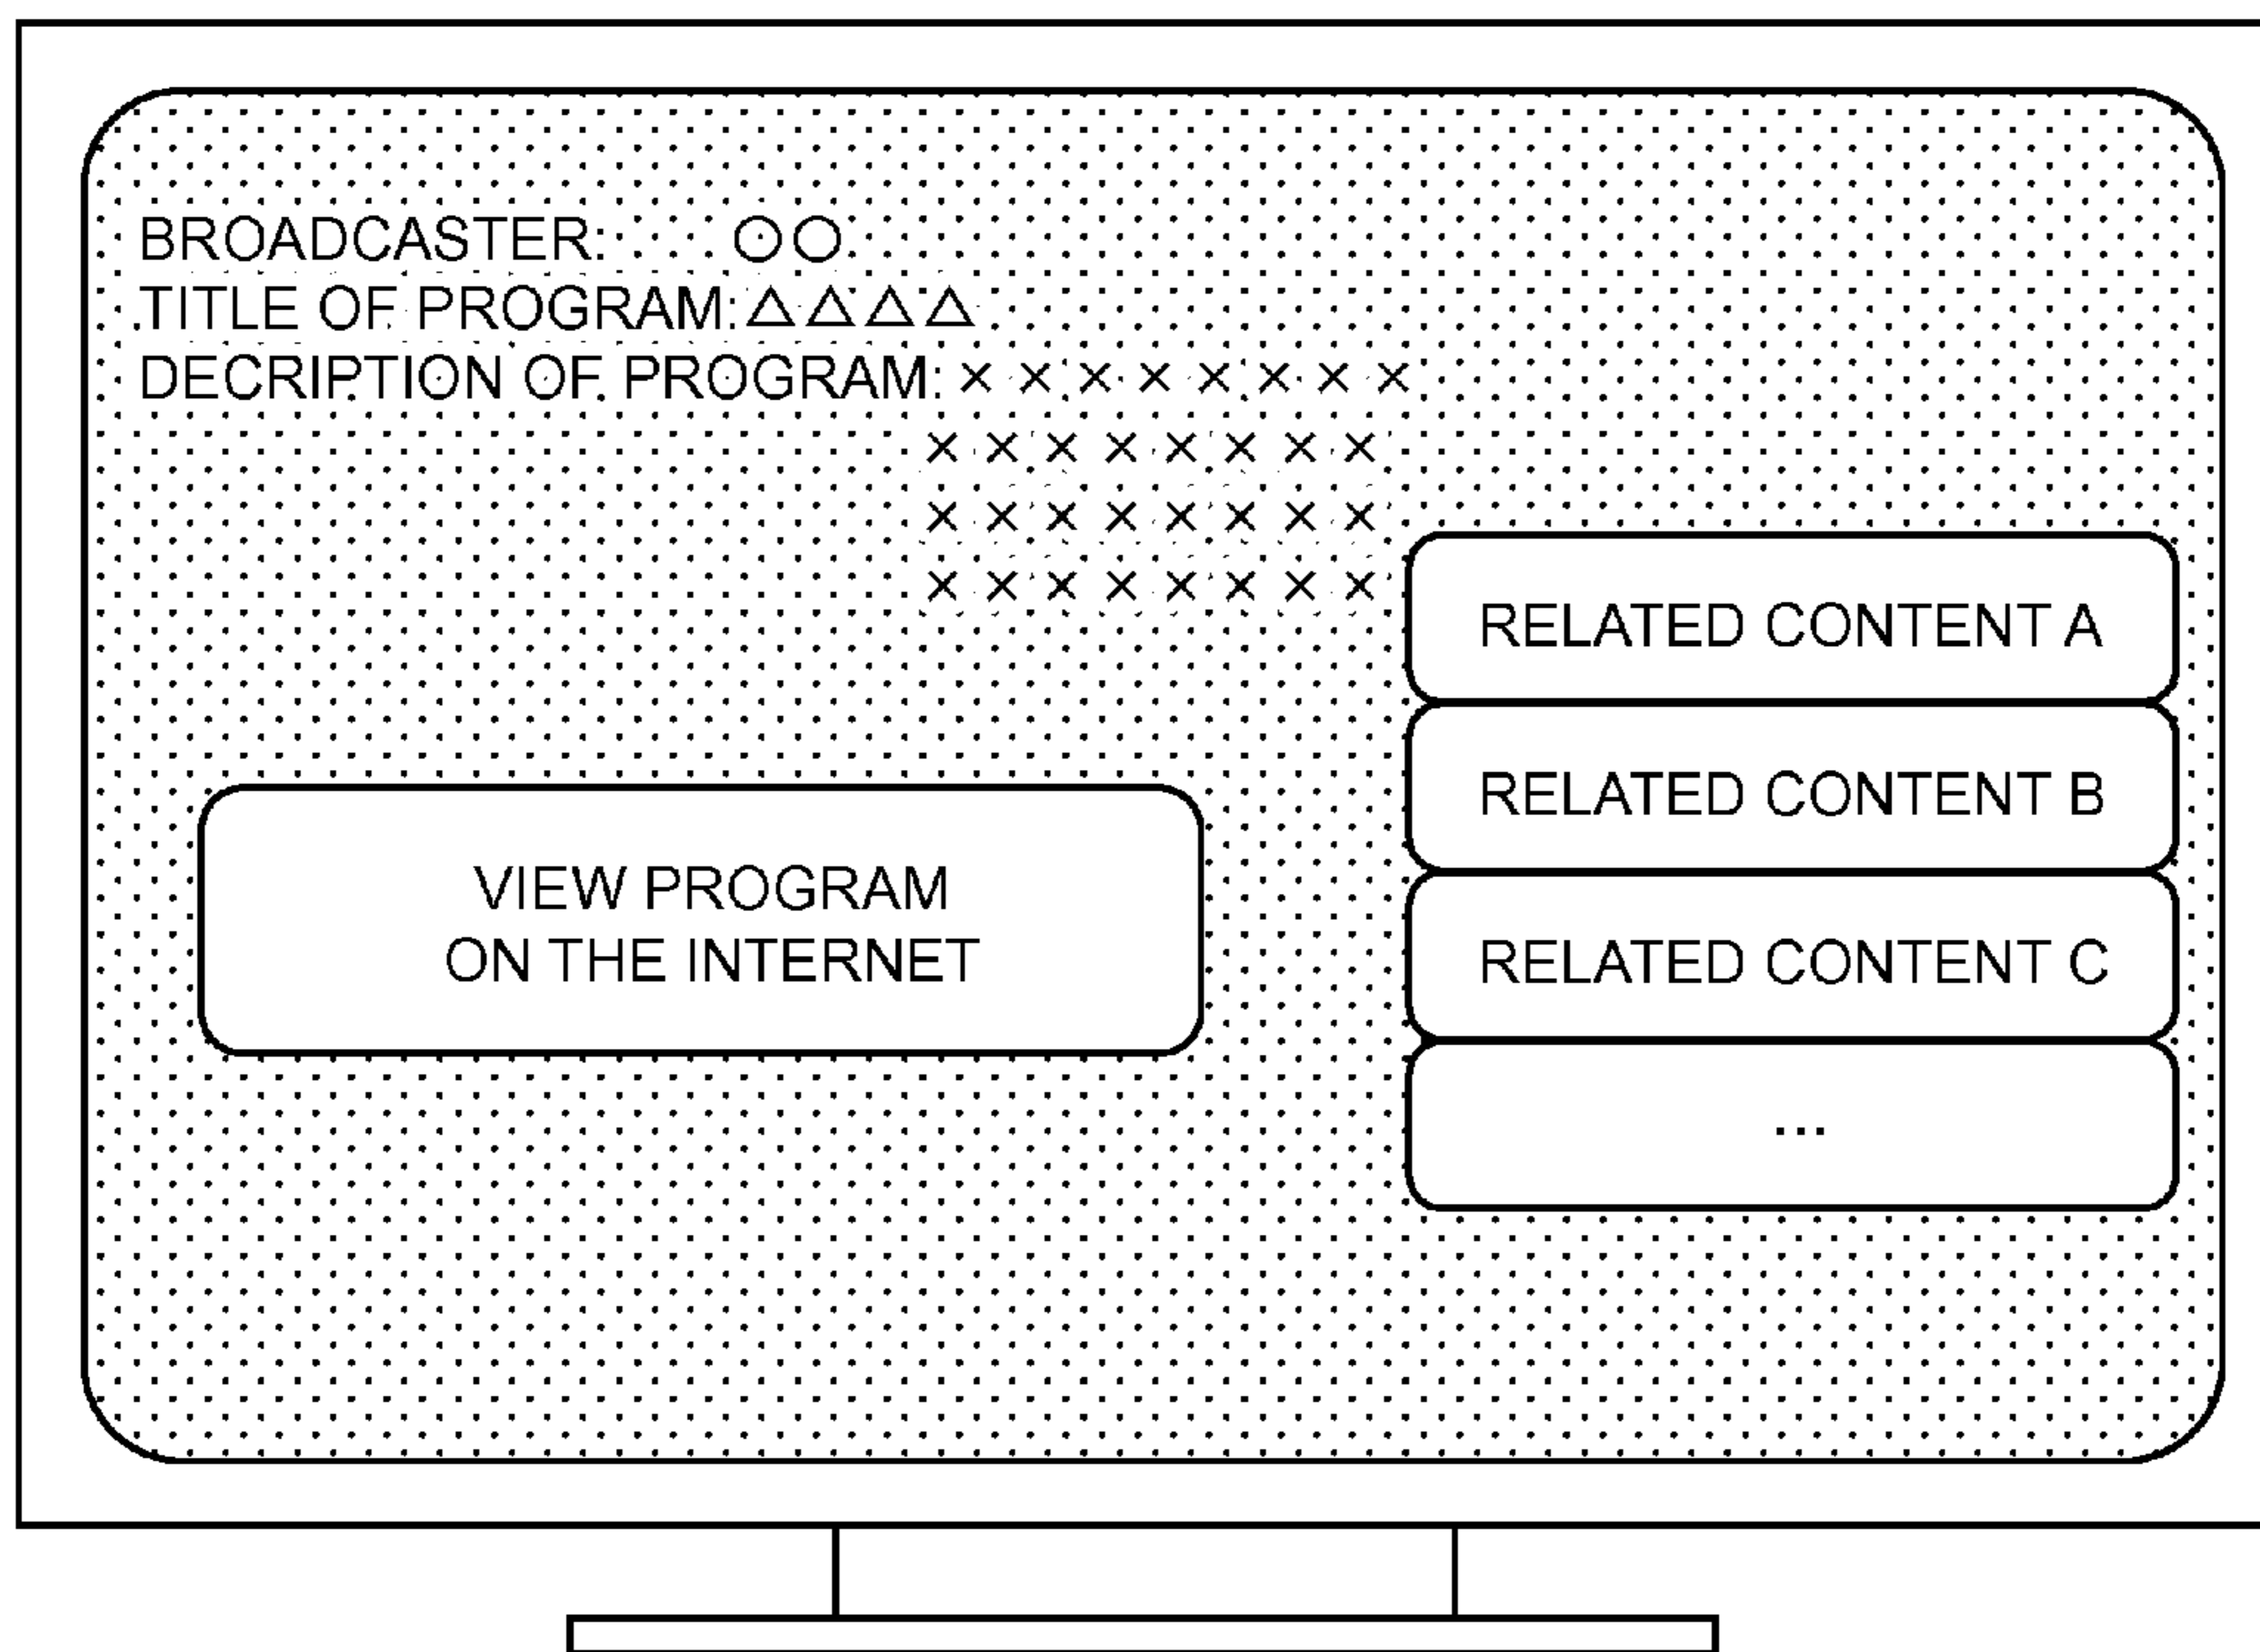 BROADCASTER: ○○
TITLE OF PROGRAM:△△△△
DECRIPTION OF PROGRAM:××××××××
××××××××
××××××××
××××××××
VIEW PROGRAM
ON THE INTERNET
RELATED CONTENT A
RELATED CONTENT B
RELATED CONTENT C
...